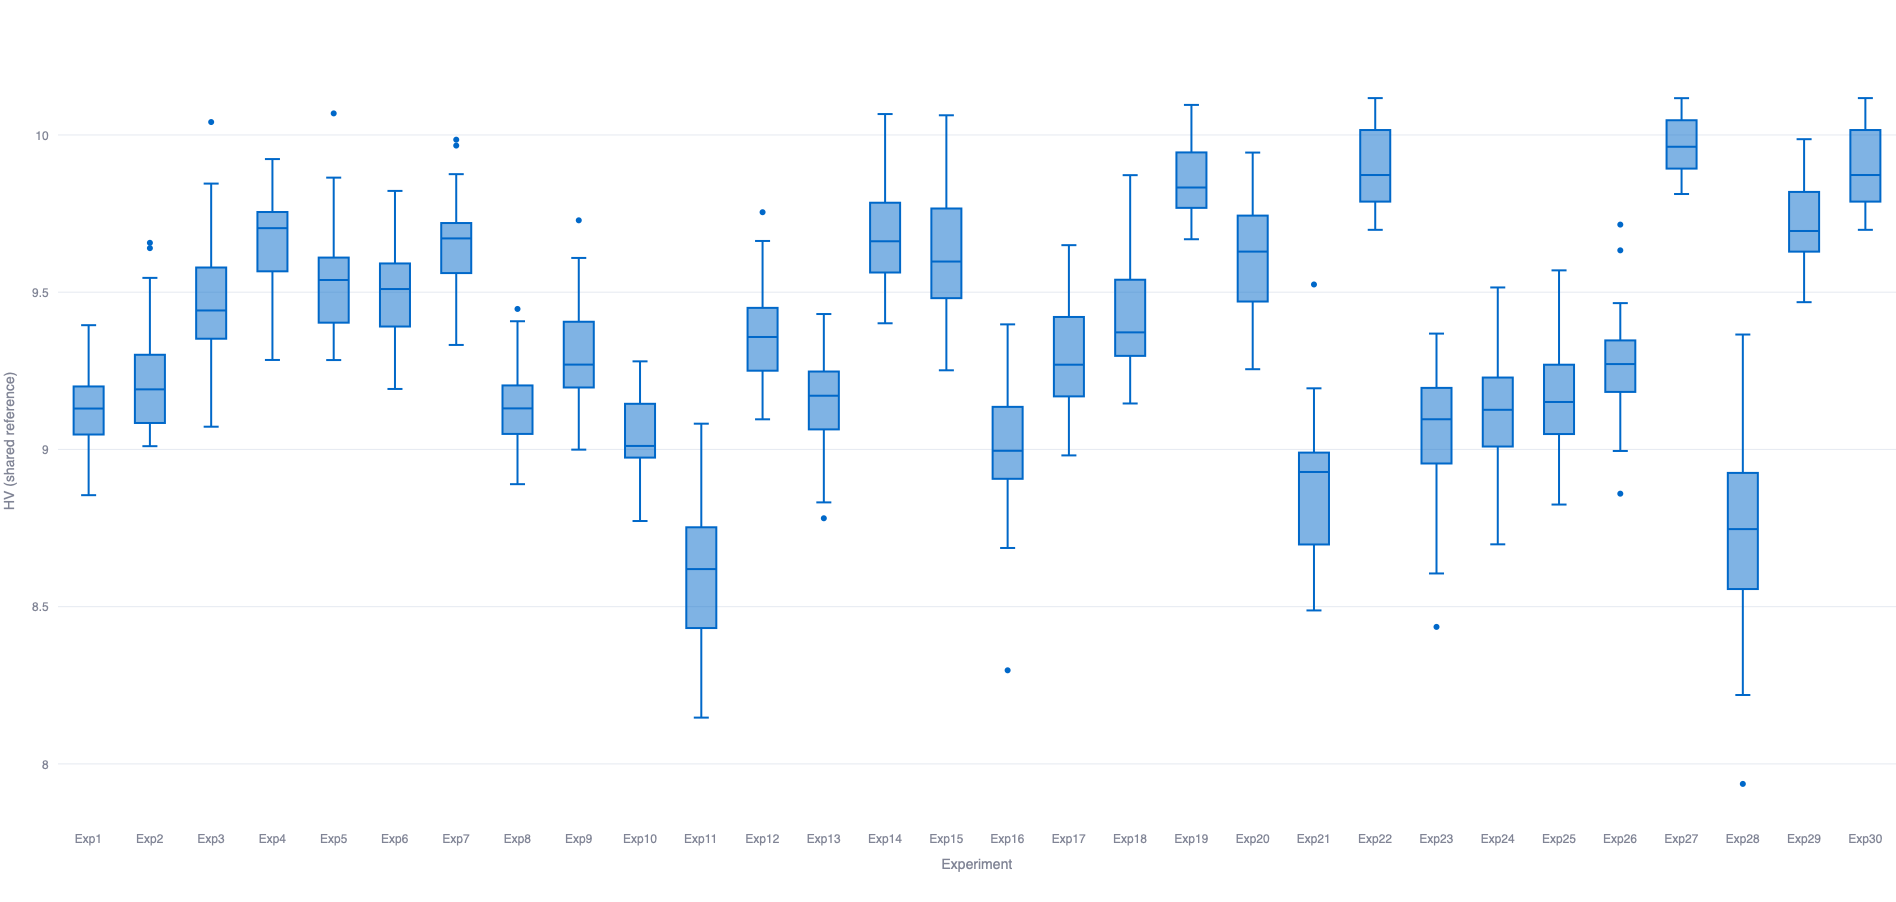 HV (shared reference)
10
9.5
9
8.5
8
Exp1 Exp2 Exp3 Exp4 Exp5 Exp6 Exp7 Exp8 Exp9 Exp10 Exp11 Exp12 Exp13 Exp14 Exp15 Exp16 Exp17 Exp18 Exp19 Exp20 Exp21 Exp22 Exp23 Exp24 Exp25 Exp26 Exp27 Exp28 Exp29 Exp30
Experiment